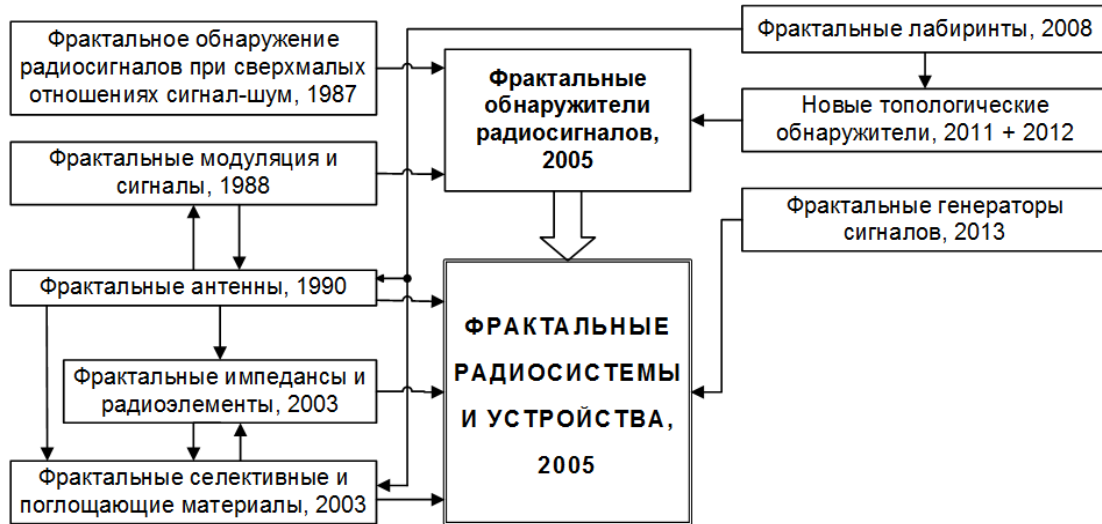 Фрактальное обнаружение
радиосигналов при сверхмалых
отношениях сигнал-шум, 1987
Фрактальные модуляция и
сигналы, 1988
Фрактальные антенны, 1990
Фрактальные импедансы и
радиоэлементы, 2003
Фрактальные селективные и
поглощающие материалы, 2003
Фрактальные
обнаружители
радиосигналов,
2005
ФРАКТАЛЬНЫЕ
РАДИОСИСТЕМЫ
И УСТРОЙСТВА,
2005
Фрактальные лабиринты, 2008
Новые топологические
обнаружители, 2011 + 2012
Фрактальные генераторы
сигналов, 2013